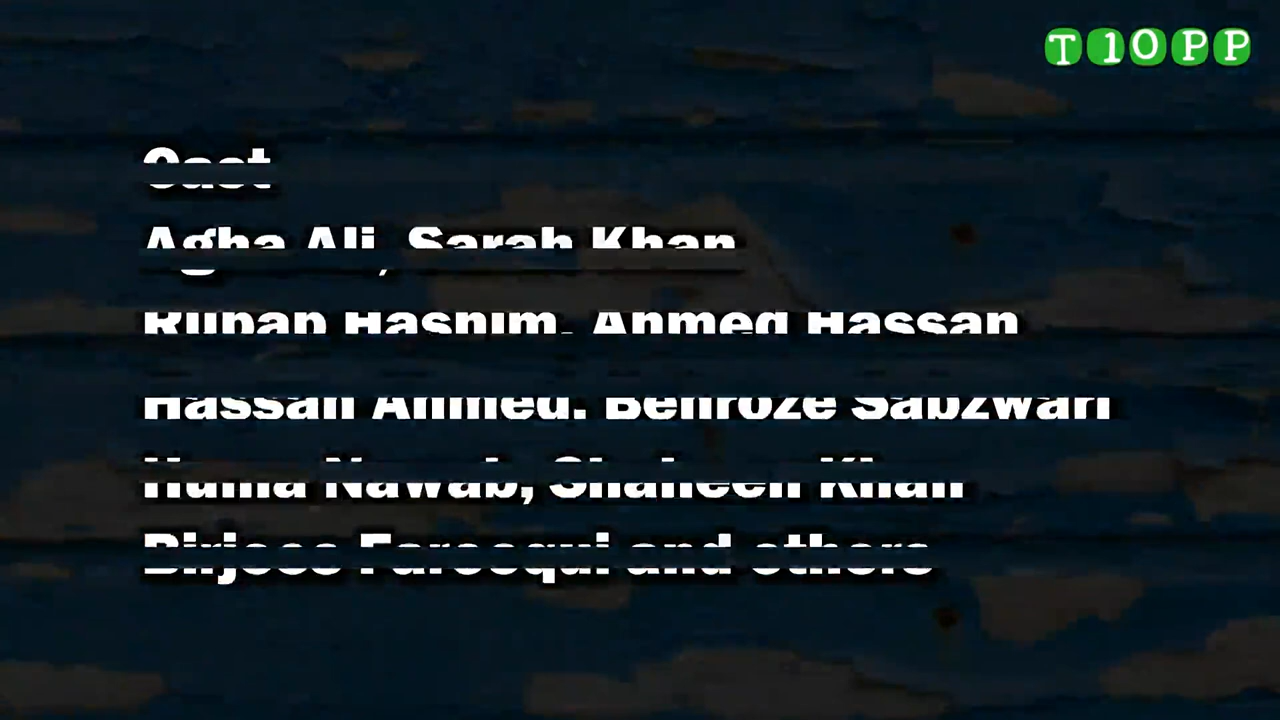 T10PP
Cast
Agha Ali, Sarah Khan
Rubab Hashim, Ahmed Hassan
Hassan Ahmed, Behroze Sabzwari
Huma Nawab, Shaheen Khan
Birjees Farooqui and others